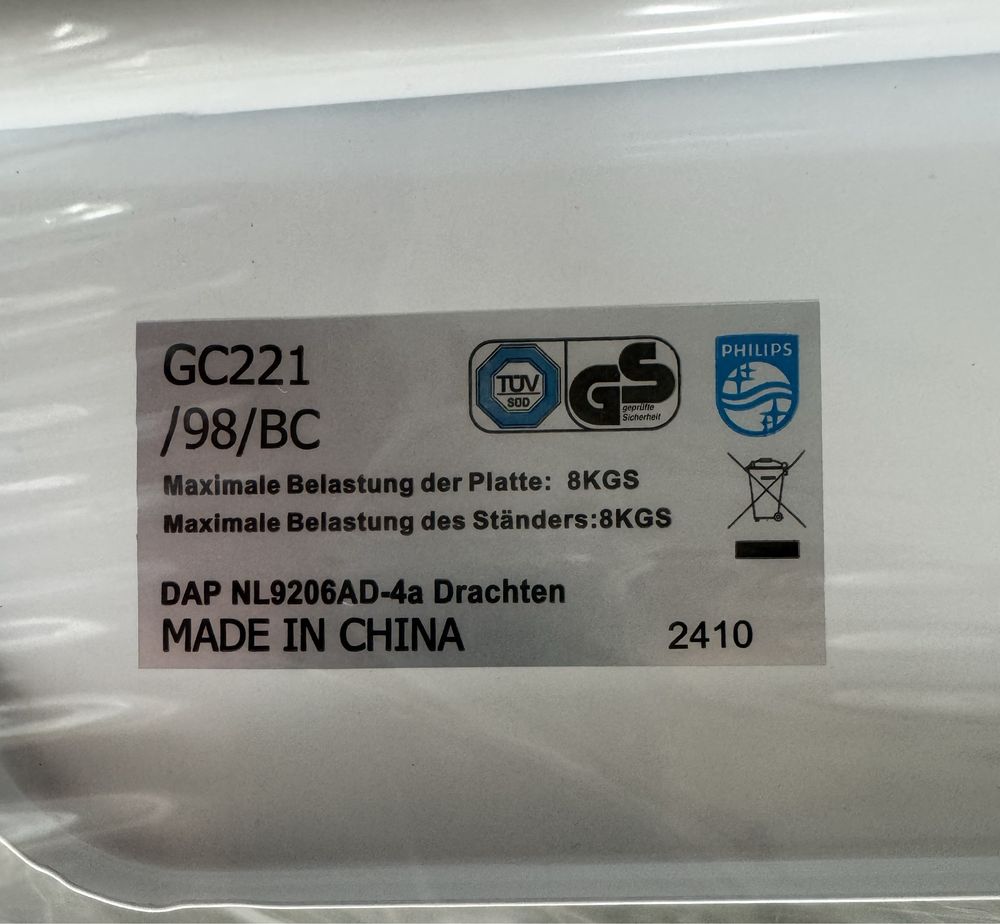 GC221
/98/BC
TÜV
SÜD
GS
geprüfte
Sicherheit
PHILIPS
Maximale Belastung der Platte: 8KGS
Maximale Belastung des Ständers:8KGS
DAP NL9206AD-4a Drachten
MADE IN CHINA
2410